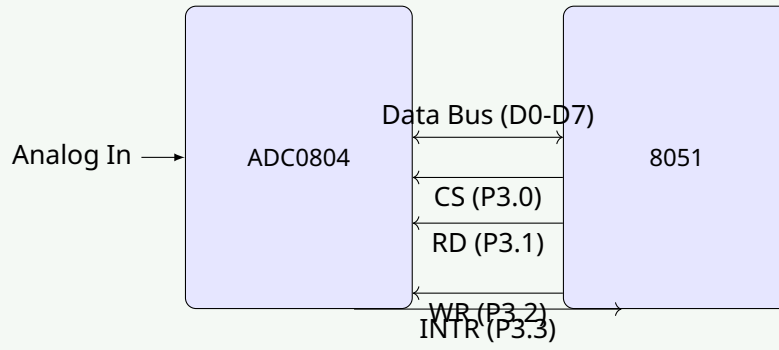 Data Bus (D0-D7)
Analog In
ADC0804
8051
CS (P3.0)
RD (P3.1)
WR (P3.2)
INTR (P3.3)